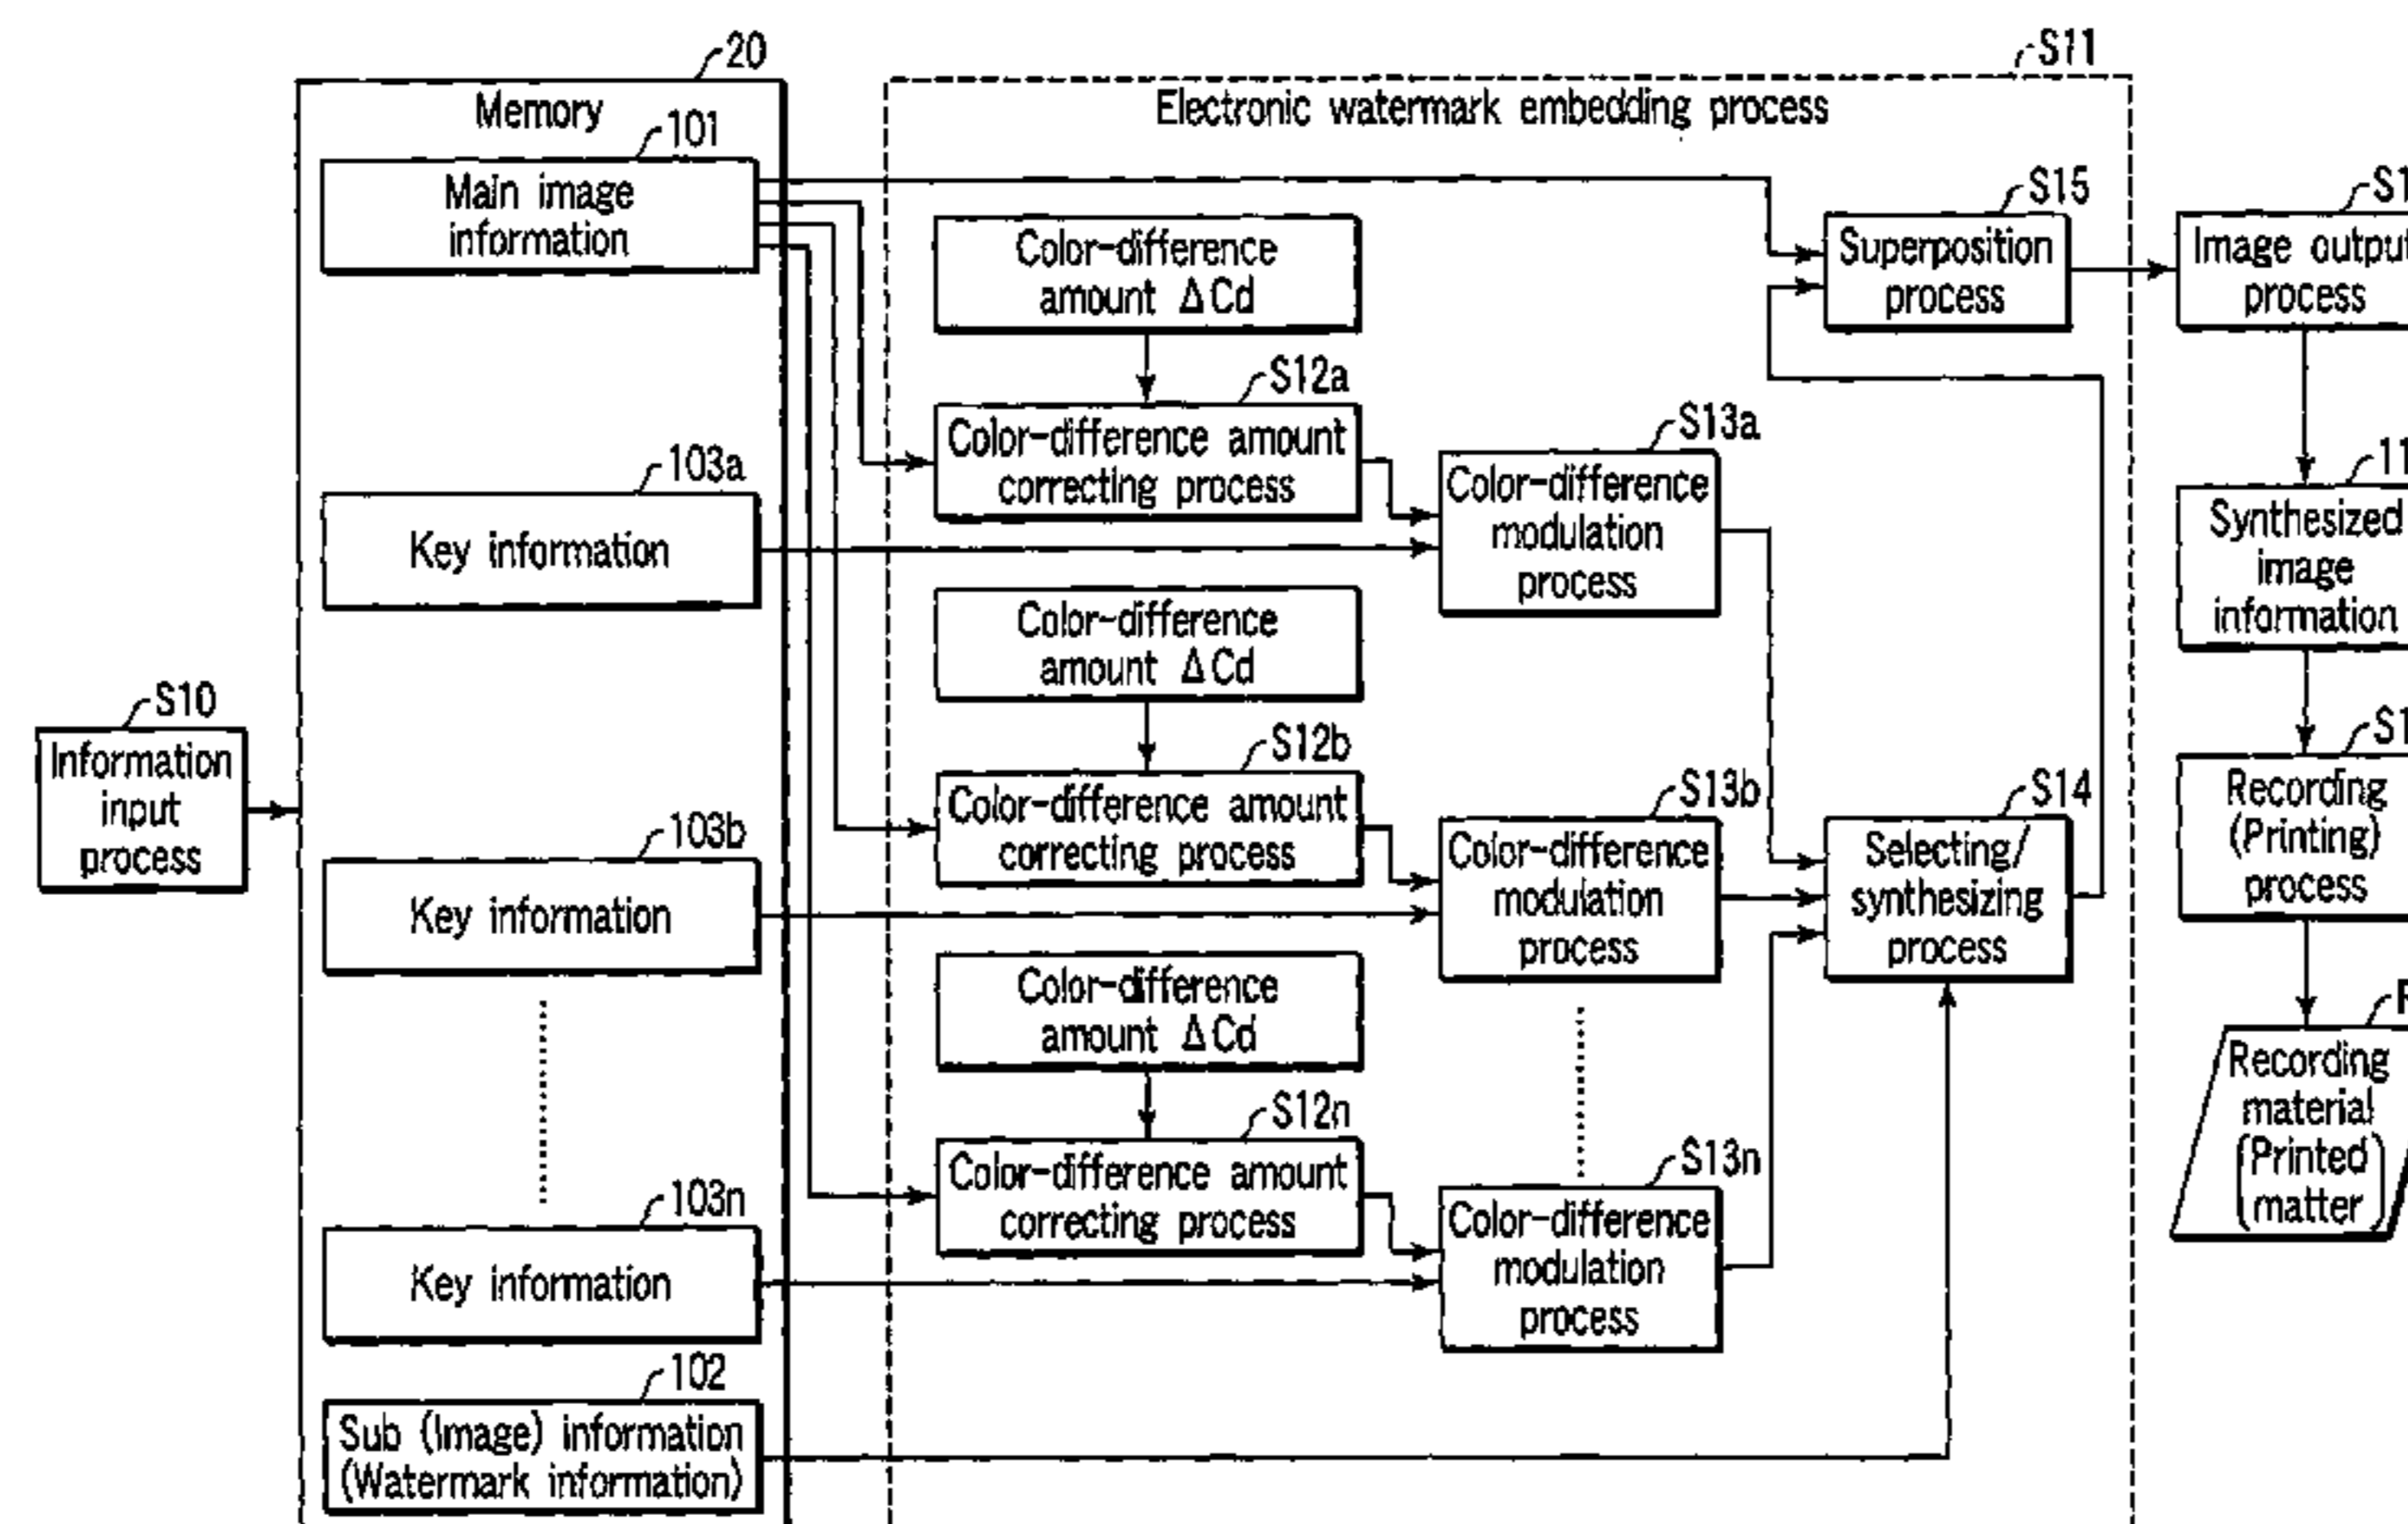 20
S11
Memory
Electronic watermark embedding process
101
Main image
information
S15
Superposition
process
Image output
process
Color-difference
amount ΔCd
S12a
Color-difference amount
correcting process
103a
Key information
S13a
Color-difference
modulation
process
Synthesized
image
information
Color-difference
amount ΔCd
S10
Information
input
process
S12b
Color-difference amount
correcting process
103b
Key information
S13b
Color-difference
modulation
process
S14
Selecting/
synthesizing
process
Recording
(Printing)
process
Color-difference
amount ΔCd
S12n
Color-difference amount
correcting process
103n
Key information
S13n
Color-difference
modulation
process
Recording
material
(Printed
matter)
102
Sub (Image) information
(Watermark information)